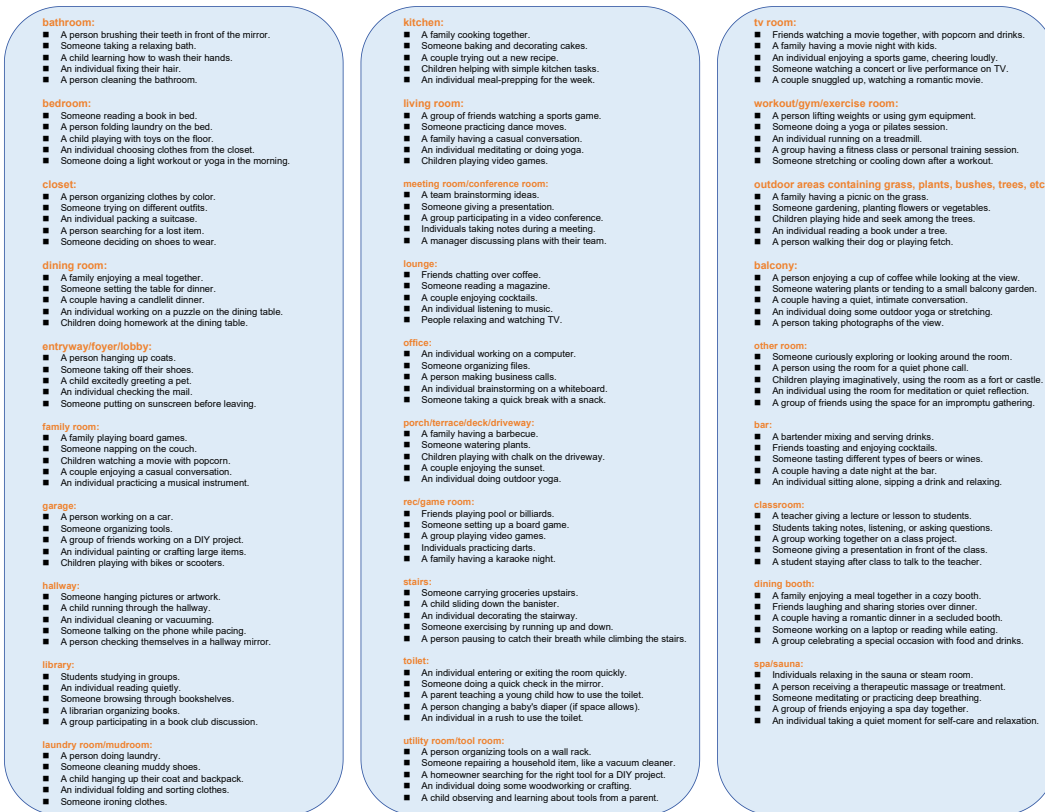 bathroom:
■ A person brushing their teeth in front of the mirror.
■ Someone taking a relaxing bath.
■ A child learning how to wash their hands.
■ An individual fixing their hair.
■ A person cleaning the bathroom.
bedroom:
■ Someone reading a book in bed.
■ A person folding laundry on the bed.
■ A child playing with toys on the floor.
■ An individual choosing clothes from the closet.
■ Someone doing a light workout or yoga in the morning.
closet:
■ A person organizing clothes by color.
■ Someone trying on different outfits.
■ An individual packing a suitcase.
■ A person searching for a lost item.
■ Someone deciding on shoes to wear.
dining room:
■ A family enjoying a meal together.
■ Someone setting the table for dinner.
■ A couple having a candlelit dinner.
■ An individual working on a puzzle on the dining table.
■ Children doing homework at the dining table.
entryway/foyer/lobby:
■ A person hanging up coats.
■ Someone taking off their shoes.
■ A child excitedly greeting a pet.
■ An individual checking the mail.
■ Someone putting on sunscreen before leaving.
family room:
■ A family playing board games.
■ Someone napping on the couch.
■ Children watching a movie with popcorn.
■ A couple enjoying a casual conversation.
■ An individual practicing a musical instrument.
garage:
■ A person working on a car.
■ Someone organizing tools.
■ A group of friends working on a DIY project.
■ An individual painting or crafting large items.
■ Children playing with bikes or scooters.
hallway:
■ Someone hanging pictures or artwork.
■ A child running through the hallway.
■ An individual cleaning or vacuuming.
■ Someone talking on the phone while pacing.
■ A person checking themselves in a hallway mirror.
library:
■ Students studying in groups.
■ An individual reading quietly.
■ Someone browsing through bookshelves.
■ A librarian organizing books.
■ A group participating in a book club discussion.
laundry room/mudroom:
■ A person doing laundry.
■ Someone cleaning muddy shoes.
■ A child hanging up their coat and backpack.
■ An individual folding and sorting clothes.
■ Someone ironing clothes.
kitchen:
■ A family cooking together.
■ Someone baking and decorating cakes.
■ A couple trying out a new recipe.
■ Children helping with simple kitchen tasks.
■ An individual meal-prepping for the week.
living room:
■ A group of friends watching a sports game.
■ Someone practicing dance moves.
■ A family having a casual conversation.
■ An individual meditating or doing yoga.
■ Children playing video games.
meeting room/conference room:
■ A team brainstorming ideas.
■ Someone giving a presentation.
■ A group participating in a video conference.
■ Individuals taking notes during a meeting.
■ A manager discussing plans with their team.
lounge:
■ Friends chatting over coffee.
■ Someone reading a magazine.
■ A couple enjoying cocktails.
■ An individual listening to music.
■ People relaxing and watching TV.
office:
■ An individual working on a computer.
■ Someone organizing files.
■ A person making business calls.
■ An individual brainstorming on a whiteboard.
■ Someone taking a quick break with a snack.
porch/terrace/deck/driveway:
■ A family having a barbecue.
■ Someone watering plants.
■ Children playing with chalk on the driveway.
■ A couple enjoying the sunset.
■ An individual doing outdoor yoga.
rec/game room:
■ Friends playing pool or billiards.
■ Someone setting up a board game.
■ A group playing video games.
■ Individuals practicing darts.
■ A family having a karaoke night.
stairs:
■ Someone carrying groceries upstairs.
■ A child sliding down the banister.
■ An individual decorating the stairway.
■ Someone exercising by running up and down.
■ A person pausing to catch their breath while climbing the stairs.
toilet:
■ An individual entering or exiting the room quickly.
■ Someone doing a quick check in the mirror.
■ A parent teaching a young child how to use the toilet.
■ A person changing a baby's diaper (if space allows).
■ An individual in a rush to use the toilet.
utility room/tool room:
■ A person organizing tools on a wall rack.
■ Someone repairing a household item, like a vacuum cleaner.
■ A homeowner searching for the right tool for a DIY project.
■ An individual doing some woodworking or crafting.
■ A child observing and learning about tools from a parent.
tv room:
■ Friends watching a movie together, with popcorn and drinks.
■ A family having a movie night with kids.
■ An individual enjoying a sports game, cheering loudly.
■ Someone watching a concert or live performance on TV.
■ A couple snuggled up, watching a romantic movie.
workout/gym/exercise room:
■ A person lifting weights or using gym equipment.
■ Someone doing a yoga or pilates session.
■ An individual running on a treadmill.
■ A group having a fitness class or personal training session.
■ Someone stretching or cooling down after a workout.
outdoor areas containing grass, plants, bushes, trees, etc
■ A family having a picnic on the grass.
■ Someone gardening, planting flowers or vegetables.
■ Children playing hide and seek among the trees.
■ An individual reading a book under a tree.
■ A person walking their dog or playing fetch.
balcony:
■ A person enjoying a cup of coffee while looking at the view.
■ Someone watering plants or tending to a small balcony garden.
■ A couple having a quiet, intimate conversation.
■ An individual doing some outdoor yoga or stretching.
■ A person taking photographs of the view.
other room:
■ Someone curiously exploring or looking around the room.
■ A person using the room for a quiet phone call.
■ Children playing imaginatively, using the room as a fort or castle.
■ An individual using the room for meditation or quiet reflection.
■ A group of friends using the space for an impromptu gathering.
bar:
■ A bartender mixing and serving drinks.
■ Friends toasting and enjoying cocktails.
■ Someone tasting different types of beers or wines.
■ A couple having a date night at the bar.
■ An individual sitting alone, sipping a drink and relaxing.
classroom:
■ A teacher giving a lecture or lesson to students.
■ Students taking notes, listening, or asking questions.
■ A group working together on a class project.
■ Someone giving a presentation in front of the class.
■ A student staying after class to talk to the teacher.
dining booth:
■ A family enjoying a meal together in a cozy booth.
■ Friends laughing and sharing stories over dinner.
■ A couple having a romantic dinner in a secluded booth.
■ Someone working on a laptop or reading while eating.
■ A group celebrating a special occasion with food and drinks.
spa/sauna:
■ Individuals relaxing in the sauna or steam room.
■ A person receiving a therapeutic massage or treatment.
■ Someone meditating or practicing deep breathing.
■ A group of friends enjoying a spa day together.
■ An individual taking a quiet moment for self-care and relaxation.